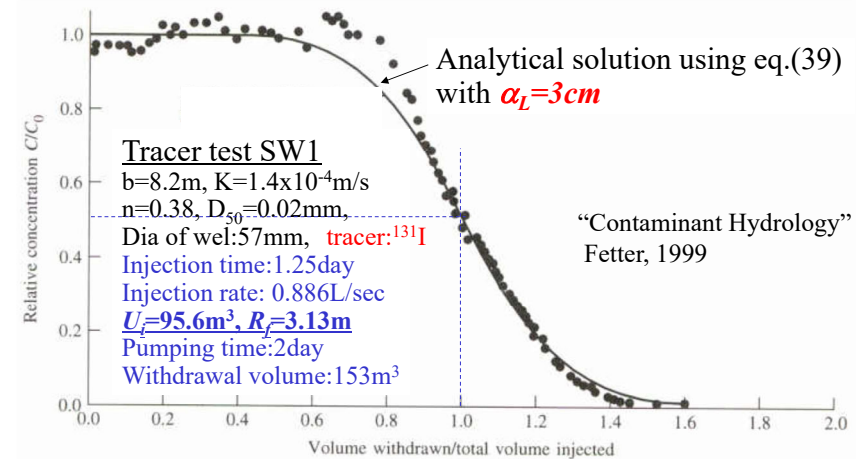 Relative concentration C/C₀
1.0
0.8
0.6
0.4
0.2
0.0
Analytical solution using eq.(39)
with α_L=3cm
Tracer test SW1
b=8.2m, K=1.4x10⁻⁴m/s
n=0.38, D₅₀=0.02mm,
Dia of wel:57mm, tracer:¹³¹I
Injection time:1.25day
Injection rate: 0.886L/sec
U_i=95.6m³, R_f=3.13m
Pumping time:2day
Withdrawal volume:153m³
“Contaminant Hydrology”
Fetter, 1999
0.0 0.2 0.4 0.6 0.8 1.0 1.2 1.4 1.6 1.8 2.0
Volume withdrawn/total volume injected